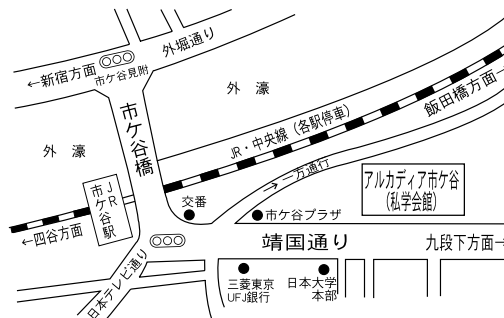 外堀通り
←新宿方面
市ケ谷見附
外 濠
市ケ谷橋
飯田橋方面→
JR・中央線(各駅停車)
外 濠
→一方通行
アルカディア市ケ谷
(私学会館)
JR
市ケ谷駅
交番
市ケ谷プラザ
←四谷方面
靖国通り
九段下方面→
日本テレビ通り
三菱東京
UFJ銀行
日本大学
本部